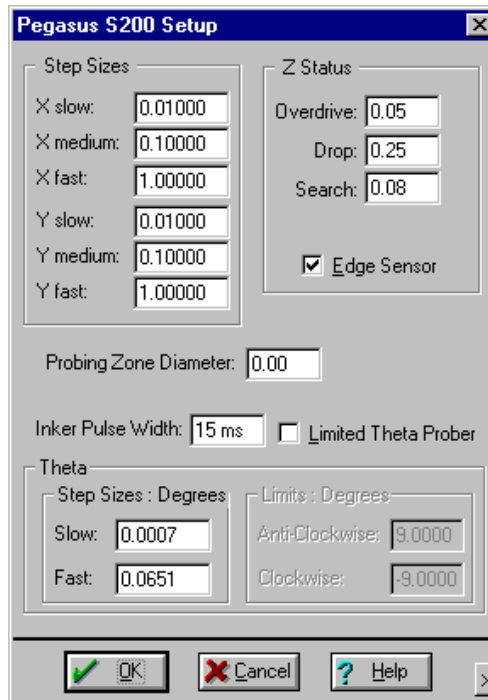 Pegasus S200 Setup
Step Sizes
X slow: 0.01000
X medium: 0.10000
X fast: 1.00000
Y slow: 0.01000
Y medium: 0.10000
Y fast: 1.00000
Z Status
Overdrive: 0.05
Drop: 0.25
Search: 0.08
Edge Sensor
Probing Zone Diameter: 0.00
Inker Pulse Width: 15 ms
Limited Theta Prober
Theta
Step Sizes : Degrees
Slow: 0.0007
Fast: 0.0651
Limits : Degrees
Anti-Clockwise: 9.0000
Clockwise: -9.0000
OK
Cancel
? Help